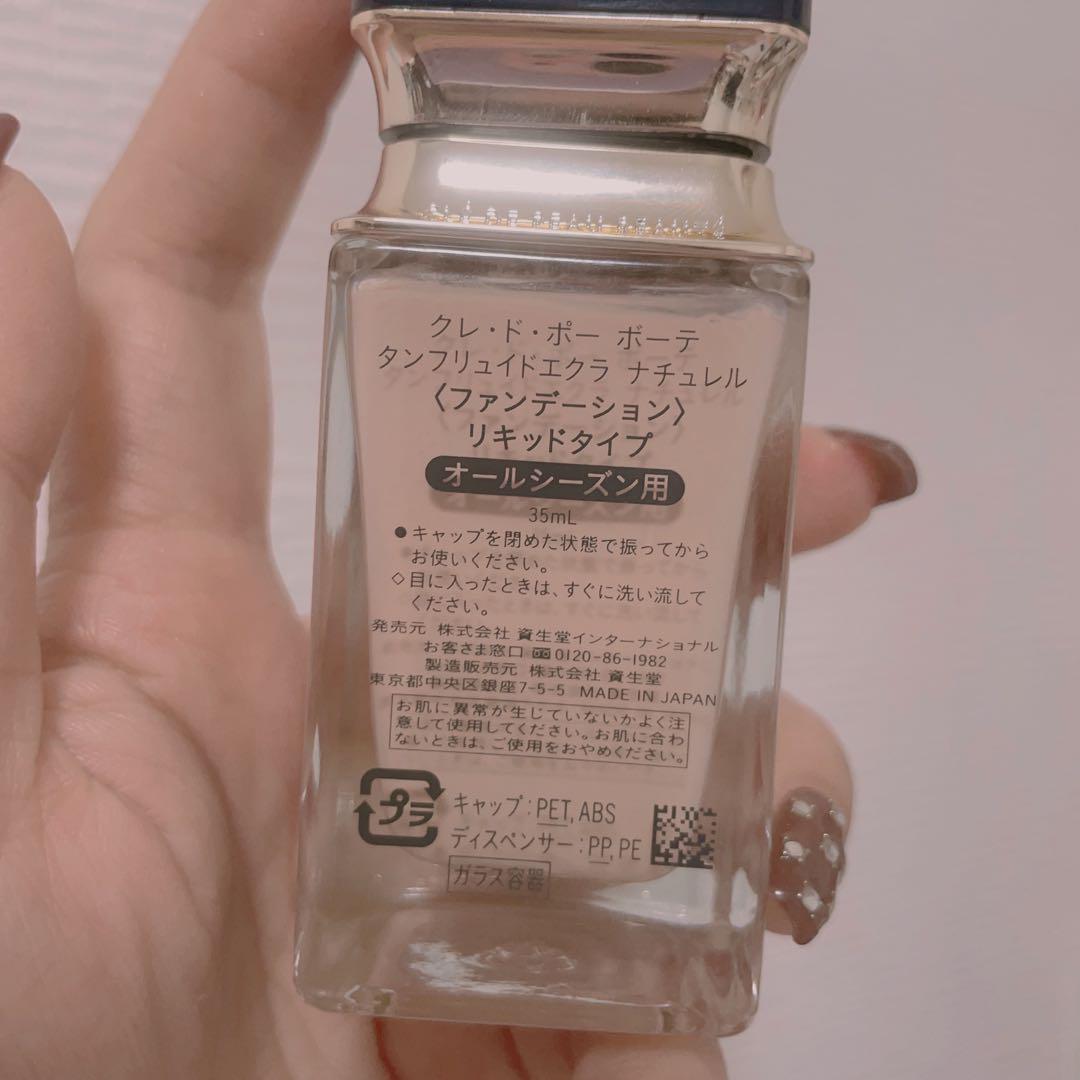 クレ・ド・ポー ボーテ
タンフリュイドエクラ ナチュレル
〈ファンデーション〉
リキッドタイプ
オールシーズン用
35mL
●キャップを閉めた状態で振ってから
お使いください。
◇目に入ったときは、すぐに洗い流して
ください。
発売元 株式会社 資生堂インターナショナル
お客さま窓口 0120-86-1982
製造販売元 株式会社 資生堂
東京都中央区銀座7-5-5 MADE IN JAPAN
お肌に異常が生じていないかよく注
意して使用してください。お肌に合わ
ないときは、ご使用をおやめください。
プラ
キャップ:PET, ABS
ディスペンサー:PP, PE
ガラス容器